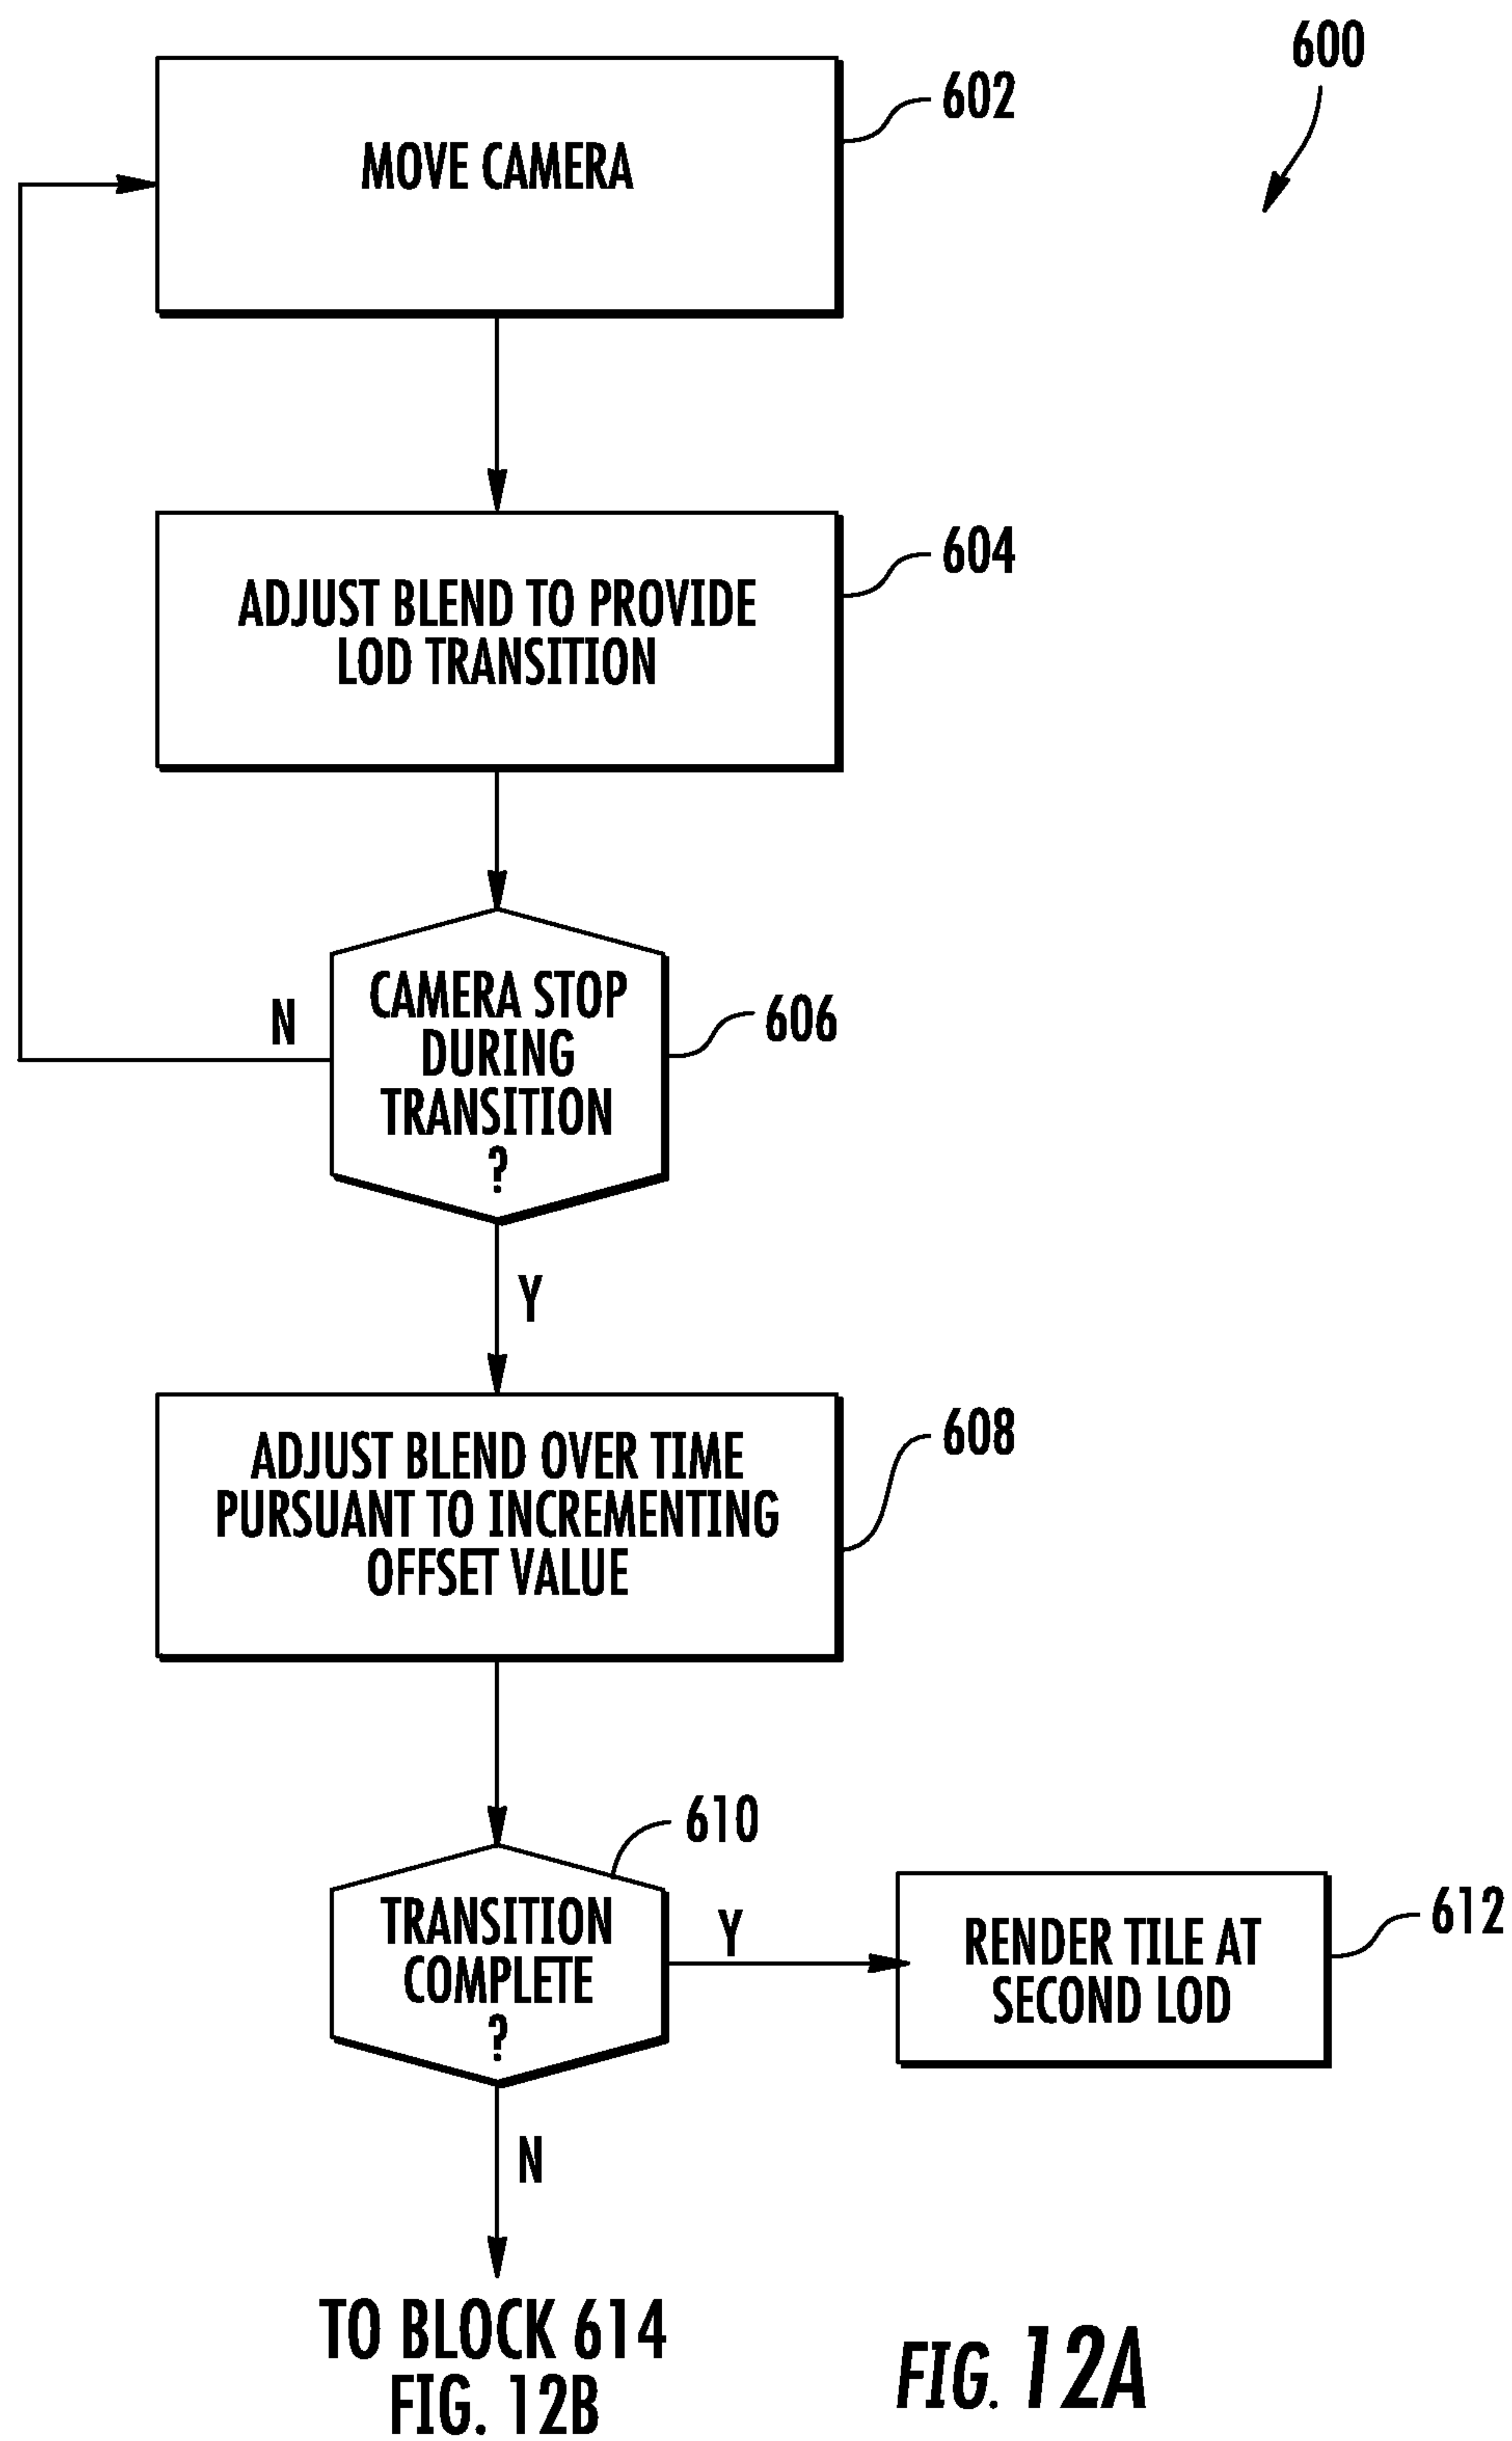 600
602
MOVE CAMERA
604
ADJUST BLEND TO PROVIDE
LOD TRANSITION
N
CAMERA STOP
DURING
TRANSITION
?
606
Y
608
ADJUST BLEND OVER TIME
PURSUANT TO INCREMENTING
OFFSET VALUE
610
TRANSITION
COMPLETE
?
Y
612
RENDER TILE AT
SECOND LOD
N
TO BLOCK 614
FIG. 12B
FIG. 12A